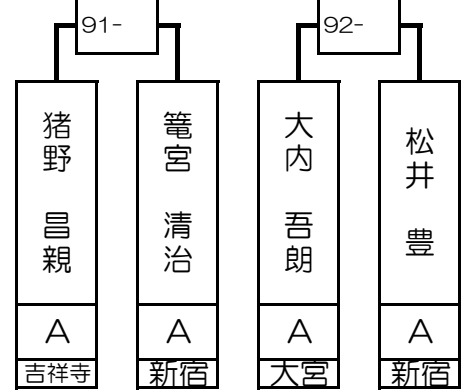 91-
92-
猪野 昌親
篭宮 清治
大内 吾朗
松井 豊
A
A
A
A
吉祥寺
新宿
大宮
新宿